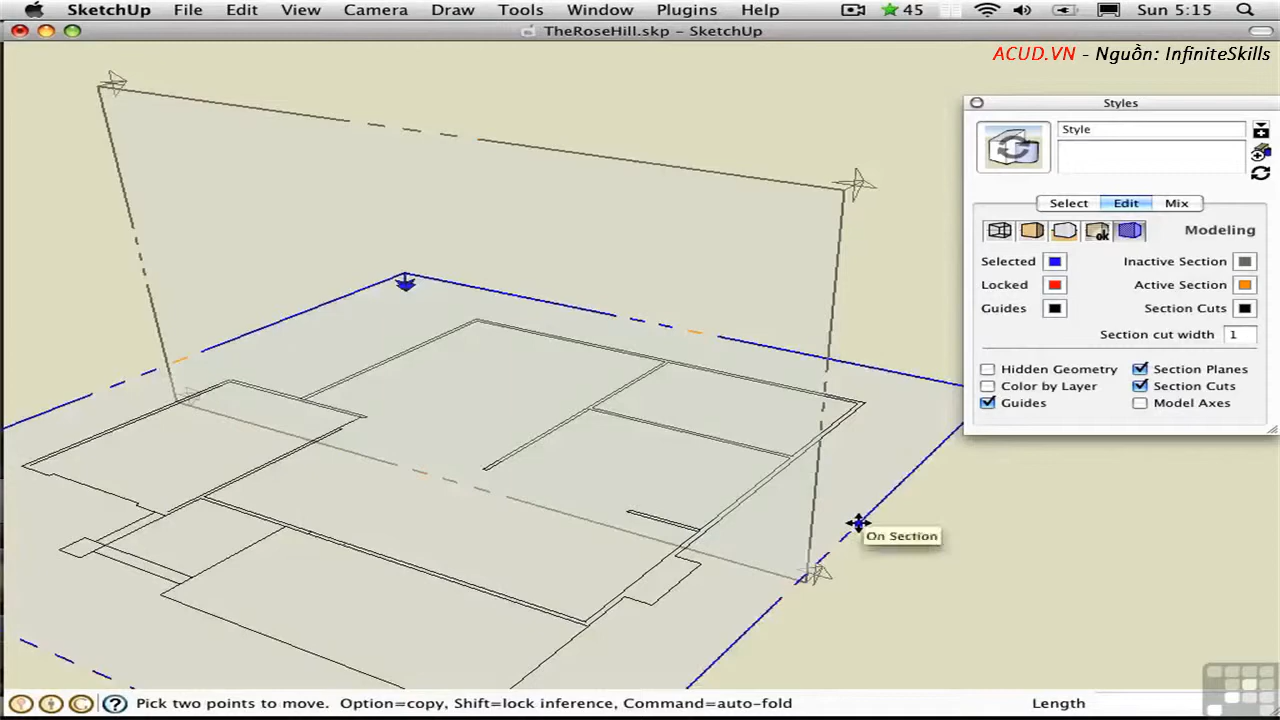 SketchUp File Edit View Camera Draw Tools Window Plugins Help 45 Sun 5:15
TheRoseHill.skp – SketchUp
ACUD.VN - Nguồn: InfiniteSkills
Styles
Style
Select Edit Mix
ok Modeling
Selected Inactive Section
Locked Active Section
Guides Section Cuts
Section cut width 1
Hidden Geometry Section Planes
Color by Layer Section Cuts
Guides Model Axes
On Section
? Pick two points to move. Option=copy, Shift=lock inference, Command=auto-fold Length